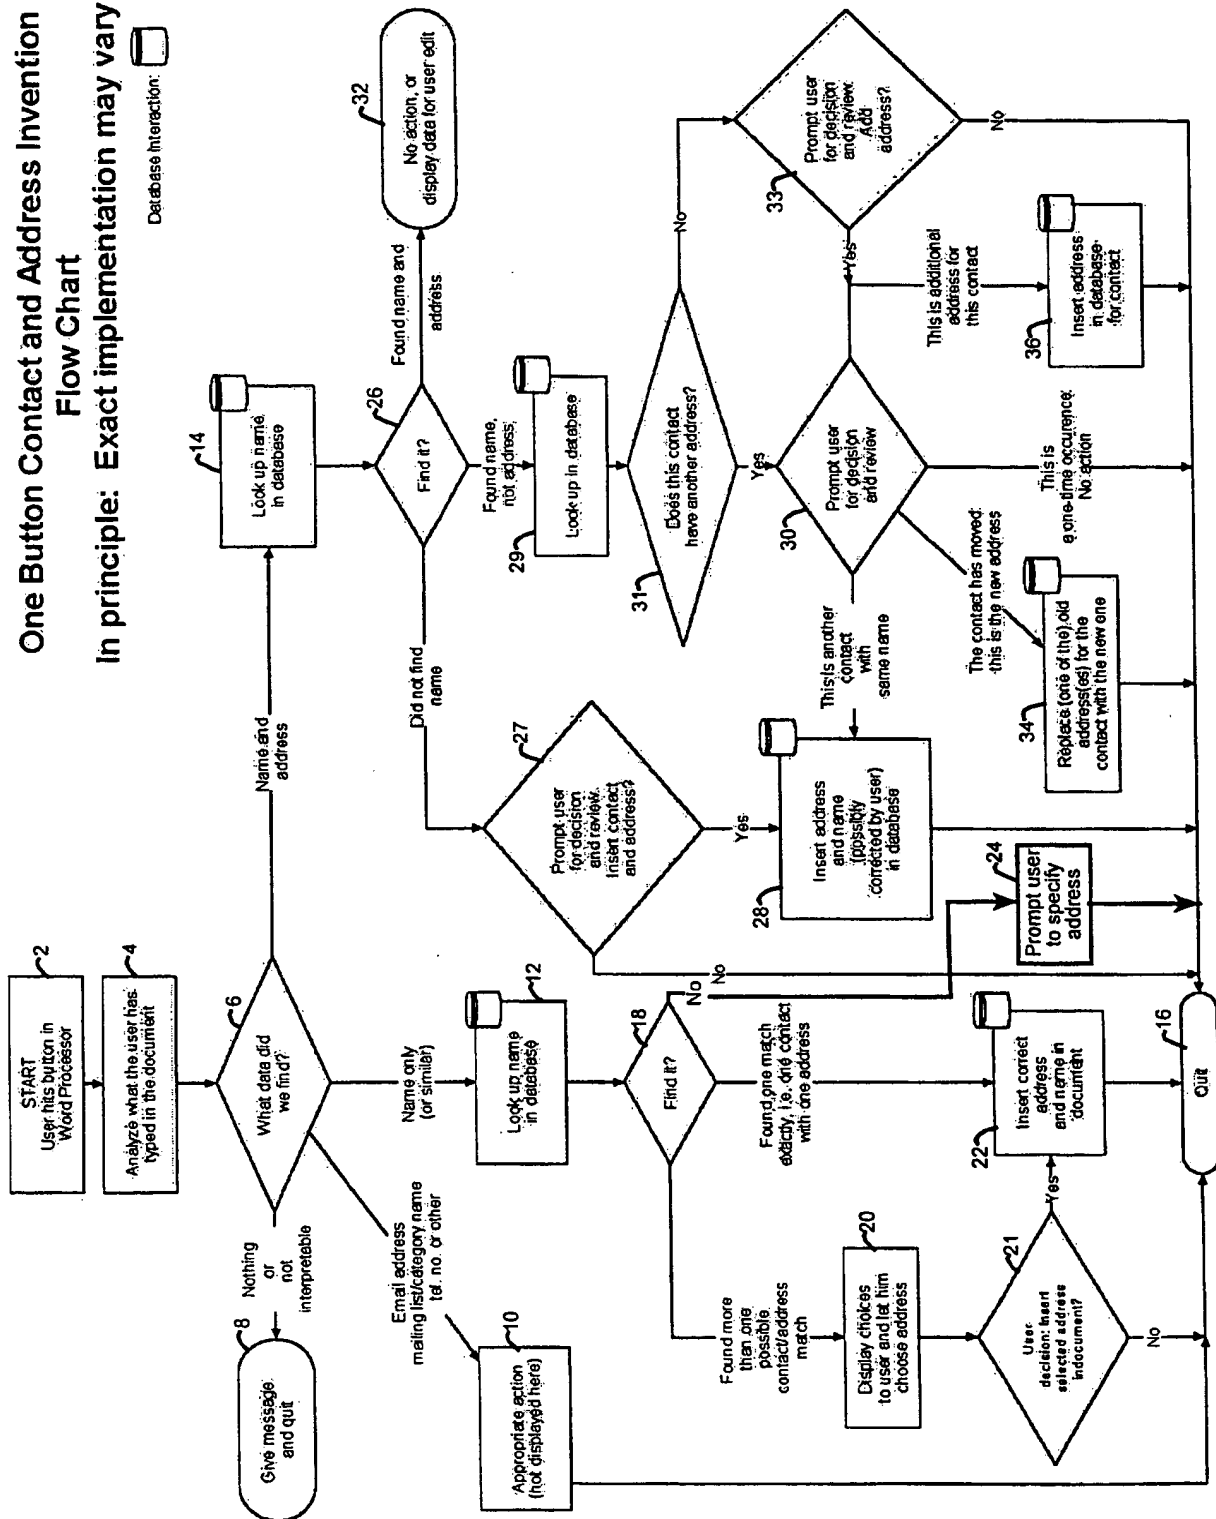 One Button Contact and Address Invention
Flow Chart
In principle: Exact implementation may vary
Database Interaction:
2
START
User hits button in
Word Processor
4
Analyze what the user has
typed in the document
6
What date did
we find?
Nothing
or
not
interpretable
8
Give message
and quit
Email address
mailing list/category name
tel. no. or other
10
Appropriate action
(not displayed here)
Name only
(or similar)
12
Look up name
in database
Name and
address
14
Look up name
in database
18
Find it?
No
Found one match
exactly, i.e. one contact
with one address
Found more
than one
possible
contact/address
match
20
Display choices
to user and let him
choose address
21
User
decision: Insert
selected address
indocument?
Yes
No
22
Insert correct
address
and name in
document
24
Prompt user
to specify
address
16
Quit
26
Find it?
Found name and
address
32
No action, or
display data for user edit
Did not find
name
27
Prompt user
for decision
and review.
Insert contact
and address?
Yes
No
28
Insert address
and name
(possibly
corrected by user)
in database
Found name,
not address
29
Look up in database
31
Does this contact
have another address?
Yes
No
33
Prompt user
for decision
and review.
Add
address?
Yes
No
30
Prompt user
for decision
and review
This is another
contact
with
same name
The contact has moved:
this is the new address
34
Replace (one of the) old
address(es) for the
contact with the new one
This is
a one-time occurence:
No action
This is additional
address for
this contact
36
Insert address
in database
for contact